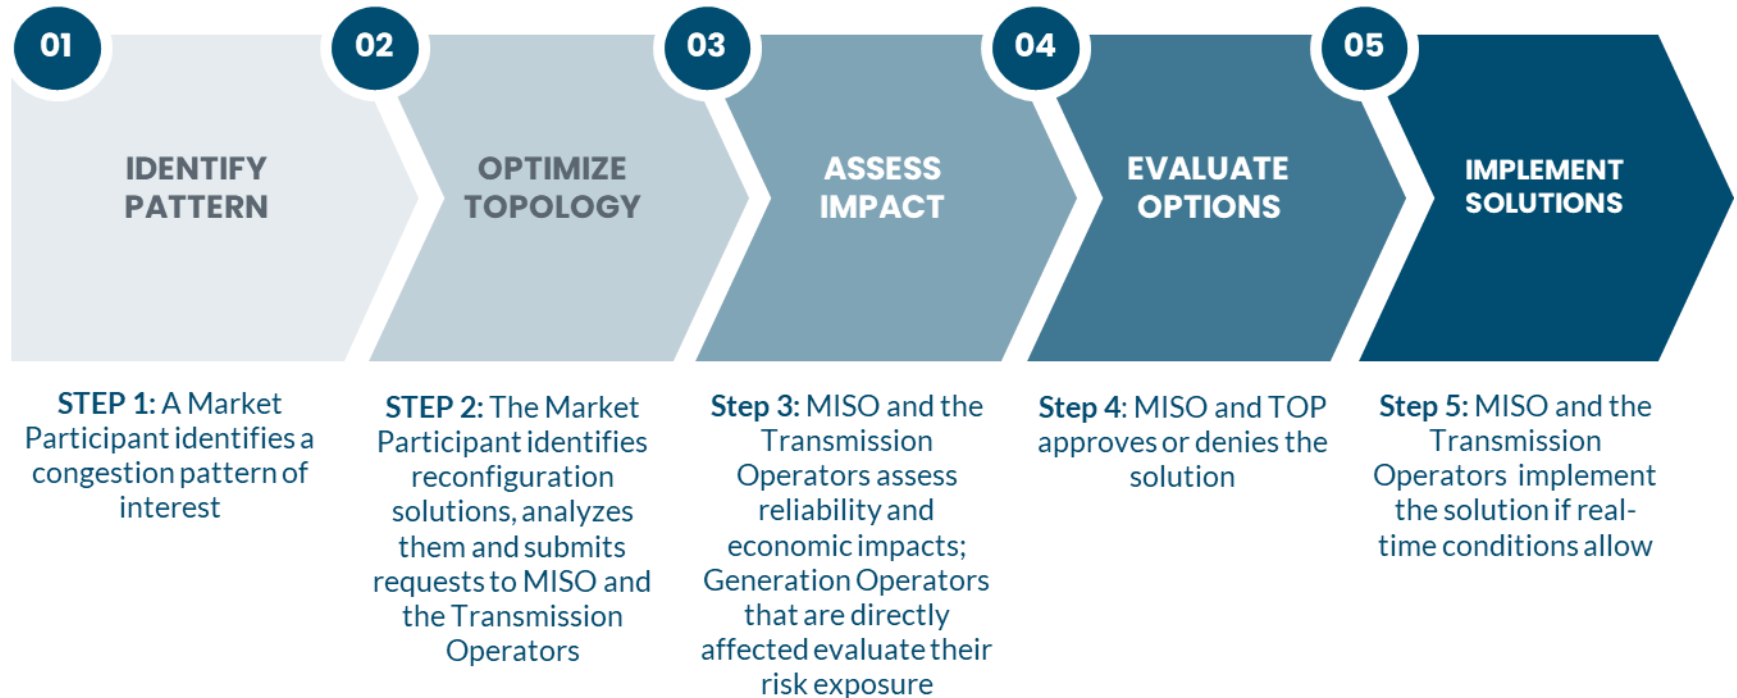 01
02
03
04
05
IDENTIFY
PATTERN
OPTIMIZE
TOPOLOGY
ASSESS
IMPACT
EVALUATE
OPTIONS
IMPLEMENT
SOLUTIONS
STEP 1: A Market
Participant identifies a
congestion pattern of
interest
STEP 2: The Market
Participant identifies
reconfiguration
solutions, analyzes
them and submits
requests to MISO and
the Transmission
Operators
Step 3: MISO and the
Transmission
Operators assess
reliability and
economic impacts;
Generation Operators
that are directly
affected evaluate their
risk exposure
Step 4: MISO and TOP
approves or denies the
solution
Step 5: MISO and the
Transmission
Operators implement
the solution if real-
time conditions allow